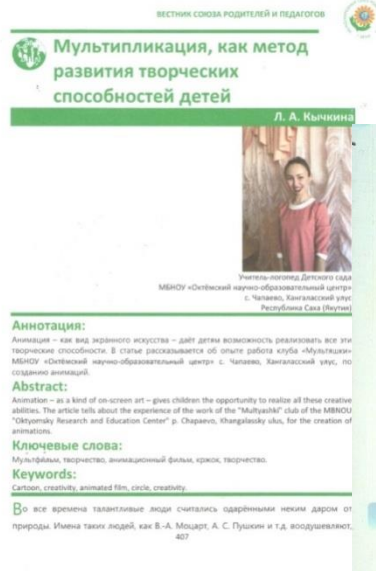 ВЕСТНИК СОЮЗА РОДИТЕЛЕЙ И ПЕДАГОГОВ
Мультипликация, как метод
развития творческих
способностей детей
Л. А. Кычкина
Учитель-логопед Детского сада
МБНОУ «Октёмский научно-образовательный центр»
с. Чапаево, Хангаласский улус
Республика Саха (Якутия)
Аннотация:
Анимация – как вид экранного искусства – даёт детям возможность реализовать все эти
творческие способности. В статье рассказывается об опыте работа клуба «Мультяшки»
МБНОУ «Октёмский научно-образовательный центр» с. Чапаево, Хангаласский улус, по
созданию анимаций.
Abstract:
Animation – as a kind of on-screen art – gives children the opportunity to realize all these creative
abilities. The article tells about the experience of the work of the "Multyashki" club of the MBNOU
"Oktyomsky Research and Education Center" p. Chapaevo, Khangalassky ulus, for the creation of
animations.
Ключевые слова:
Мультфильм, творчество, анимационный фильм, кружок, творчество.
Keywords:
Cartoon, creativity, animated film, circle, creativity.
Во все времена талантливые люди считались одарёнными неким даром от
природы. Имена таких людей, как В.-А. Моцарт, А. С. Пушкин и т.д. воодушевляют,
407